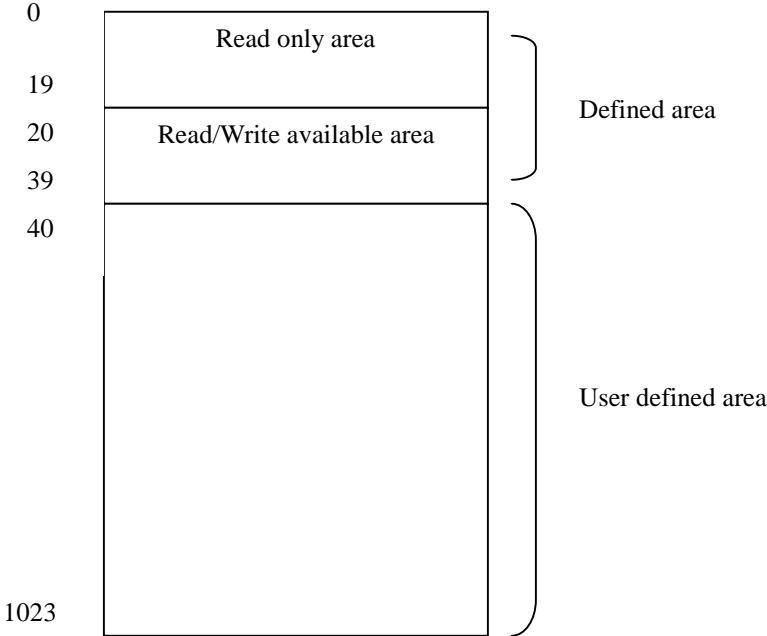 0
Read only area
19
Defined area
20
Read/Write available area
39
40
User defined area
1023